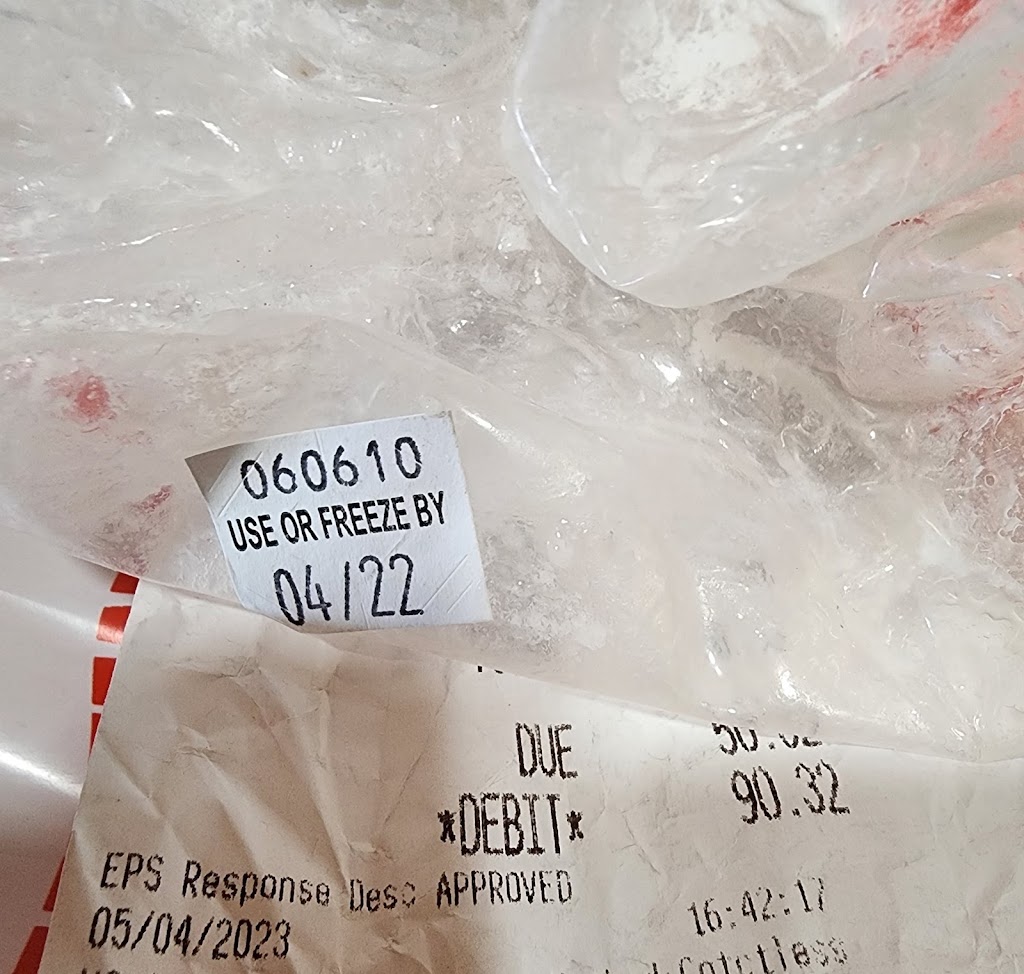 060610
USE OR FREEZE BY
04/22
DUE
*DEBIT* 90.32
EPS Response Desc APPROVED
05/04/2023 16:42:17